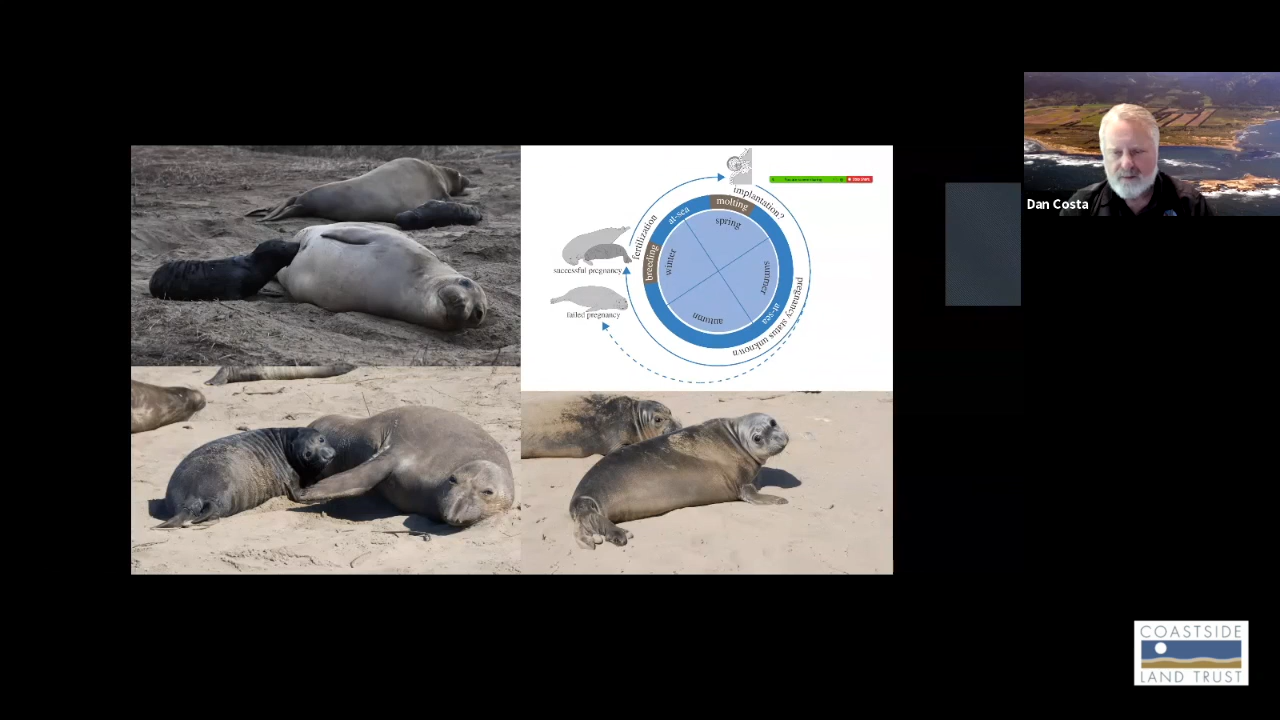 implantation?
molting
at-sea
spring
fertilization
breeding
winter
summer
autumn
at-sea
pregnancy status unknown
successful pregnancy
failed pregnancy
Dan Costa
COASTSIDE
LAND TRUST